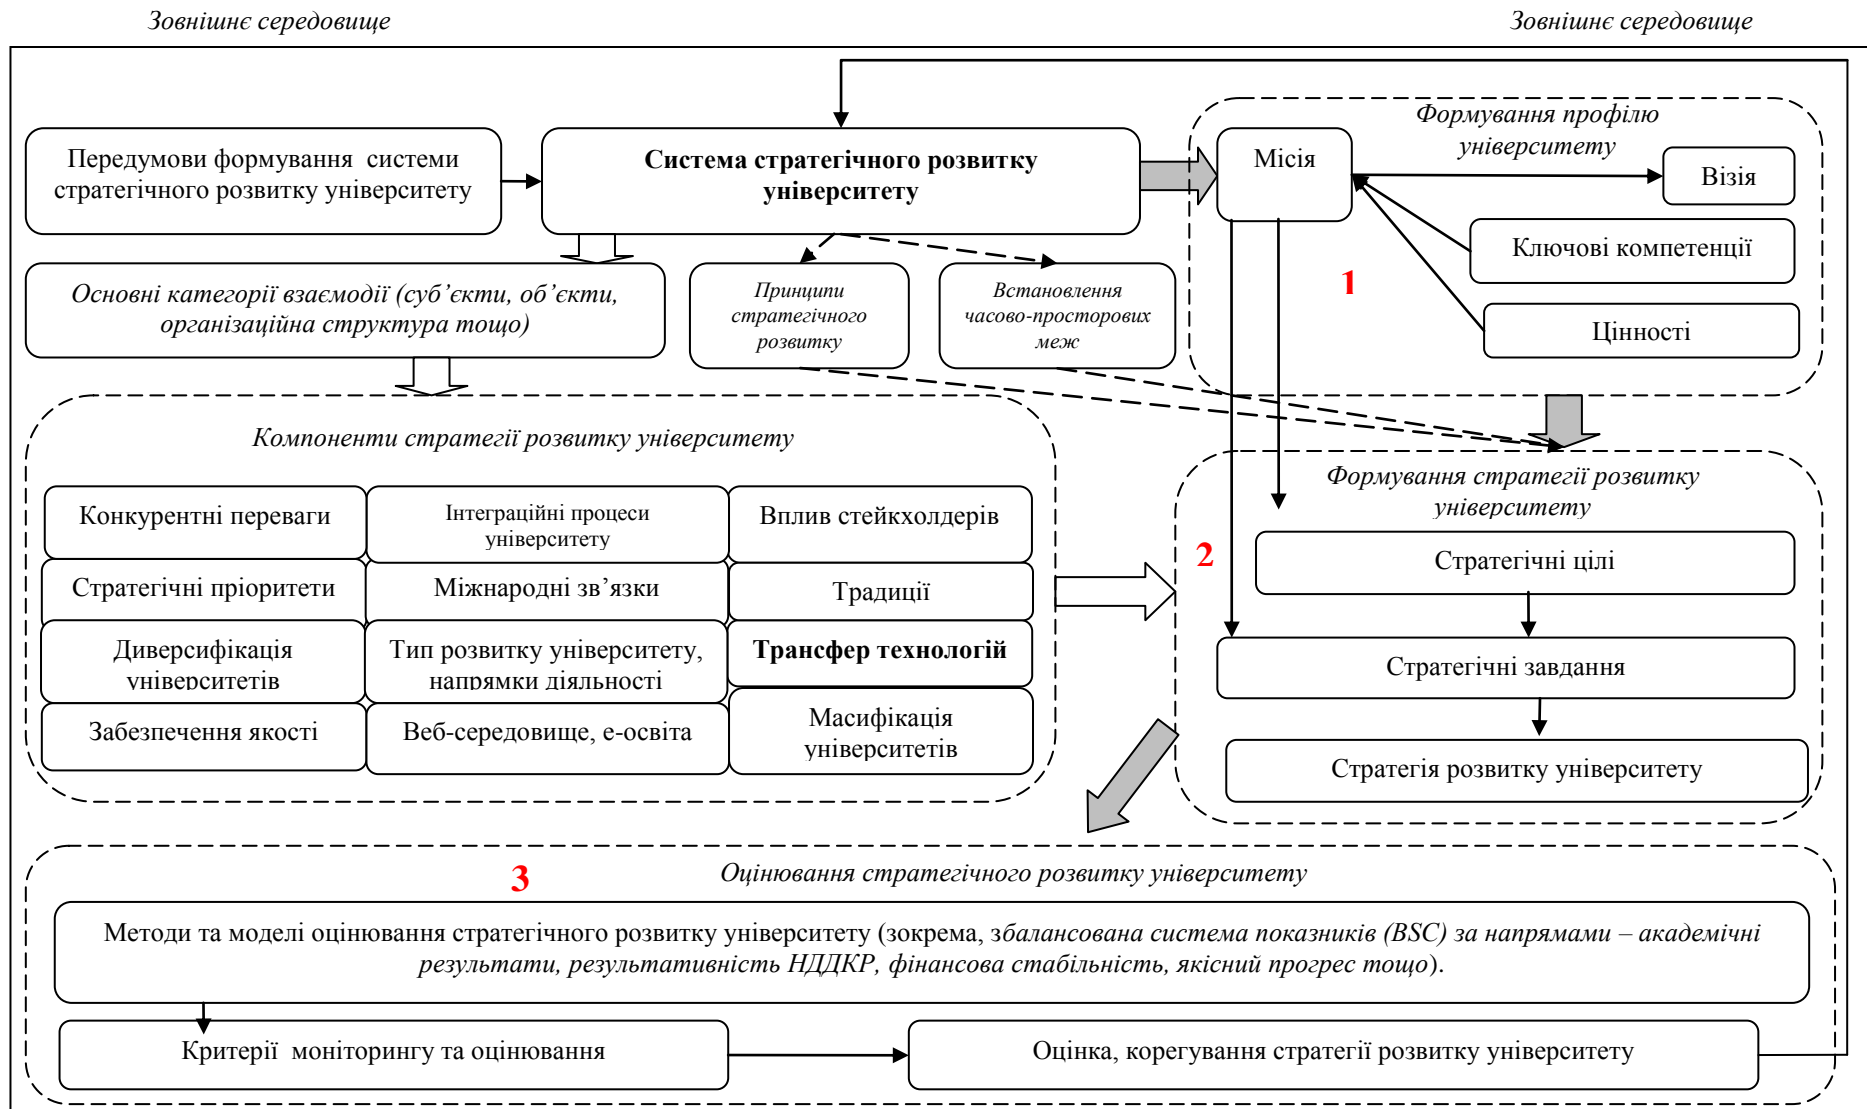 Зовнішнє середовище
Зовнішнє середовище
Передумови формування системи
стратегічного розвитку університету
Система стратегічного розвитку
університету
Формування профілю
університету
Місія
Візія
Ключові компетенції
Цінності
1
Основні категорії взаємодії (суб’єкти, об’єкти,
організаційна структура тощо)
Принципи
стратегічного
розвитку
Встановлення
часово-просторових
меж
Компоненти стратегії розвитку університету
Конкурентні переваги
Інтеграційні процеси
університету
Вплив стейкхолдерів
Стратегічні пріоритети
Міжнародні зв’язки
Традиції
Диверсифікація
університетів
Тип розвитку університету,
напрямки діяльності
Трансфер технологій
Забезпечення якості
Веб-середовище, е-освіта
Масифікація
університетів
Формування стратегії розвитку
університету
2
Стратегічні цілі
Стратегічні завдання
Стратегія розвитку університету
3
Оцінювання стратегічного розвитку університету
Методи та моделі оцінювання стратегічного розвитку університету (зокрема, збалансована система показників (BSC) за напрямами – академічні
результати, результативність НДДКР, фінансова стабільність, якісний прогрес тощо).
Критерії моніторингу та оцінювання
Оцінка, корегування стратегії розвитку університету